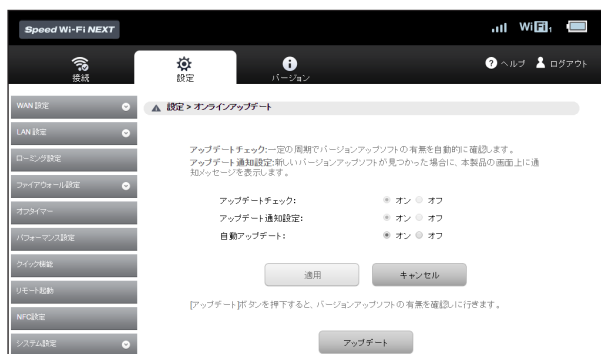 Speed Wi-Fi NEXT
WiFi 1
接続
設定
バージョン
ヘルプ
ログアウト
WAN 設定
LAN 設定
ローミング設定
ファイアウォール設定
オフタイマー
パフォーマンス設定
クイック機能
リモート起動
NFC設定
システム設定
設定 > オンラインアップデート
アップデートチェック:一定の周期でバージョンアップソフトの有無を自動的に確認します。
アップデート通知設定:新しいバージョンアップソフトが見つかった場合に、本製品の画面上に通
知メッセージを表示します。
アップデートチェック: オン オフ
アップデート通知設定: オン オフ
自動アップデート: オン オフ
適用 キャンセル
[アップデート]ボタンを押下すると、バージョンアップソフトの有無を確認しに行きます。
アップデート